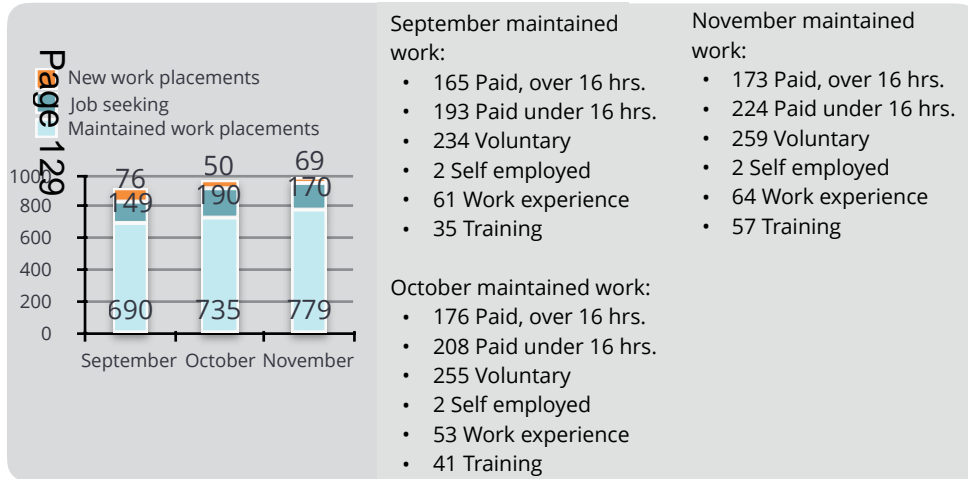 Page 129
New work placements
Job seeking
Maintained work placements
1000
800
600
400
200
0
76
50
69
149
190
170
690
735
779
September
October
November
September maintained
work:
• 165 Paid, over 16 hrs.
• 193 Paid under 16 hrs.
• 234 Voluntary
• 2 Self employed
• 61 Work experience
• 35 Training
October maintained work:
• 176 Paid, over 16 hrs.
• 208 Paid under 16 hrs.
• 255 Voluntary
• 2 Self employed
• 53 Work experience
• 41 Training
November maintained
work:
• 173 Paid, over 16 hrs.
• 224 Paid under 16 hrs.
• 259 Voluntary
• 2 Self employed
• 64 Work experience
• 57 Training